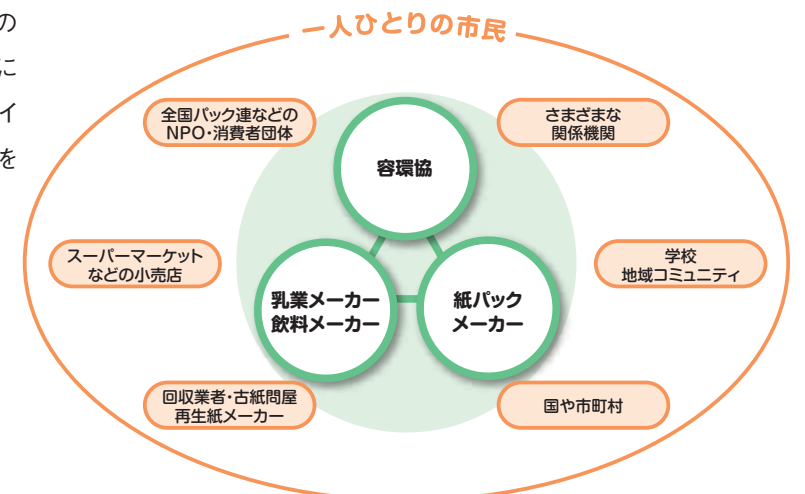 の
に
イ
を
一人ひとりの市民
全国パック連などの
NPO・消費者団体
さまざまな
関係機関
容環協
スーパーマーケット
などの小売店
学校
地域コミュニティ
乳業メーカー
飲料メーカー
紙パック
メーカー
回収業者・古紙問屋
再生紙メーカー
国や市町村